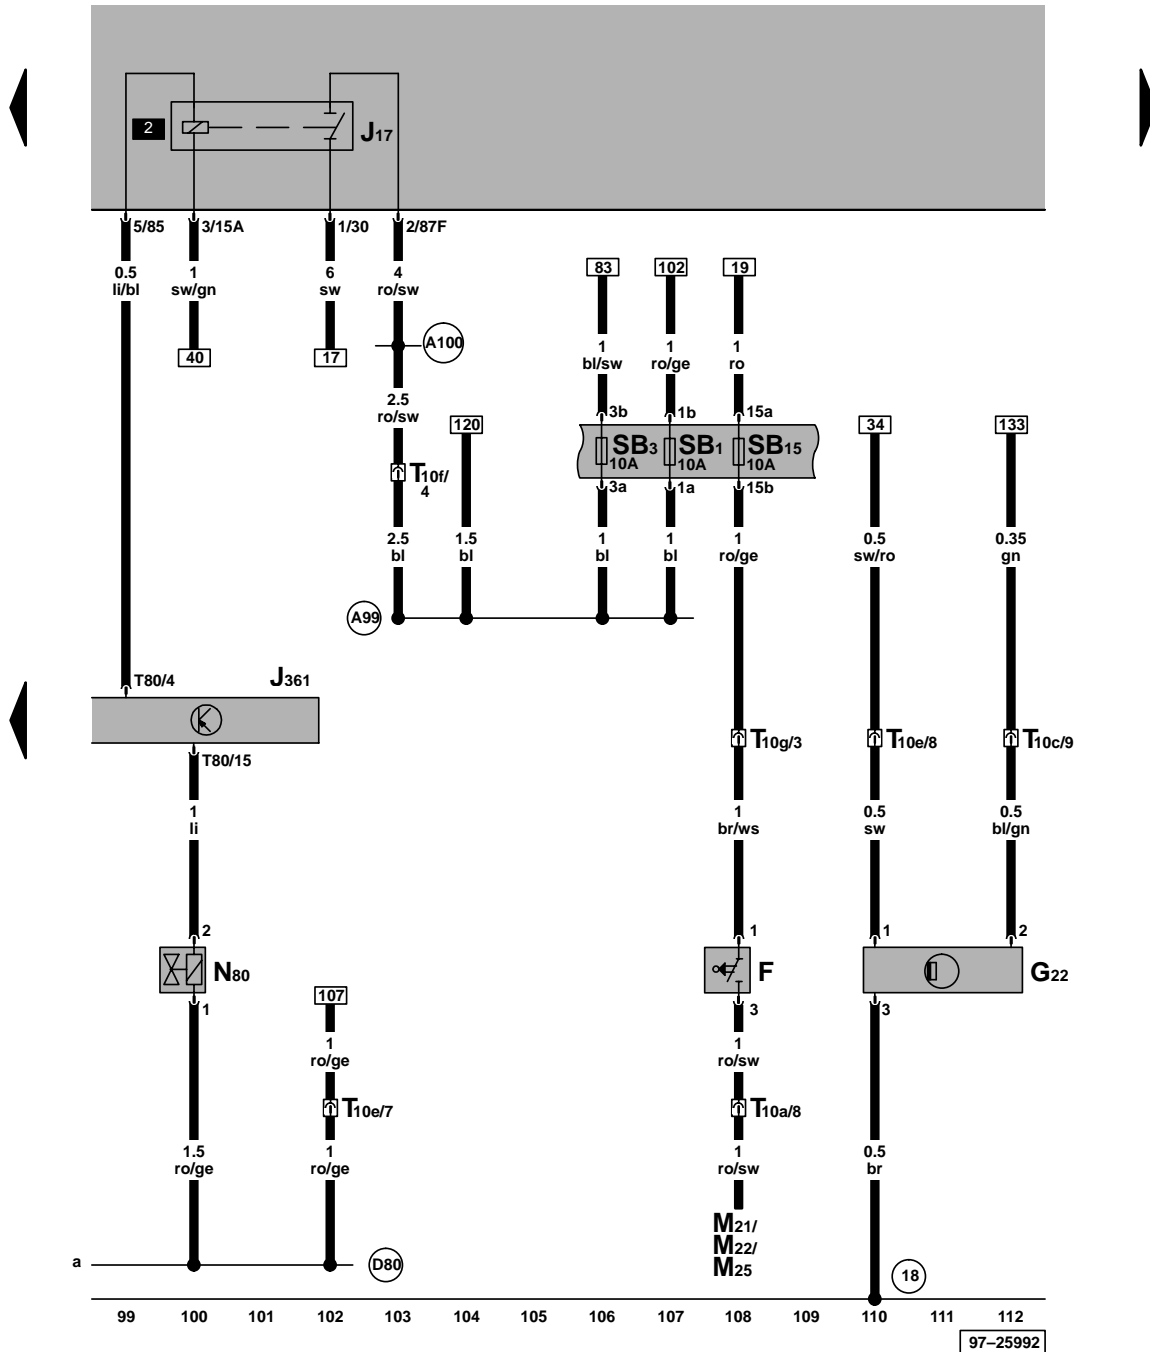 2
J17
5/85 3/15A 1/30 2/87F
0.5 1 6 4
li/bl sw/gn sw ro/sw
83 102 19
40 17
A100
1 1 1
bl/sw ro/ge ro
2.5
ro/sw
120 34 133
3b 1b 15a
SB3 SB1 SB15
10A 10A 10A
T10f/
4
3a 1a 15b
2.5 1.5 1 1 1 0.5 0.35
bl bl bl bl ro/ge sw/ro gn
A99
T80/4 J361
T10g/3 T10e/8 T10c/9
T80/15
1 1 0.5 0.5
li br/ws sw bl/gn
2 1 1 2
N80 F G22
107
1 3 3
1 1
ro/ge ro/sw
T10e/7 T10a/8
1.5 1 1 0.5
ro/ge ro/ge ro/sw br
M21/
M22/
M25
a D80
18
99 100 101 102 103 104 105 106 107 108 109 110 111 112
97–25992